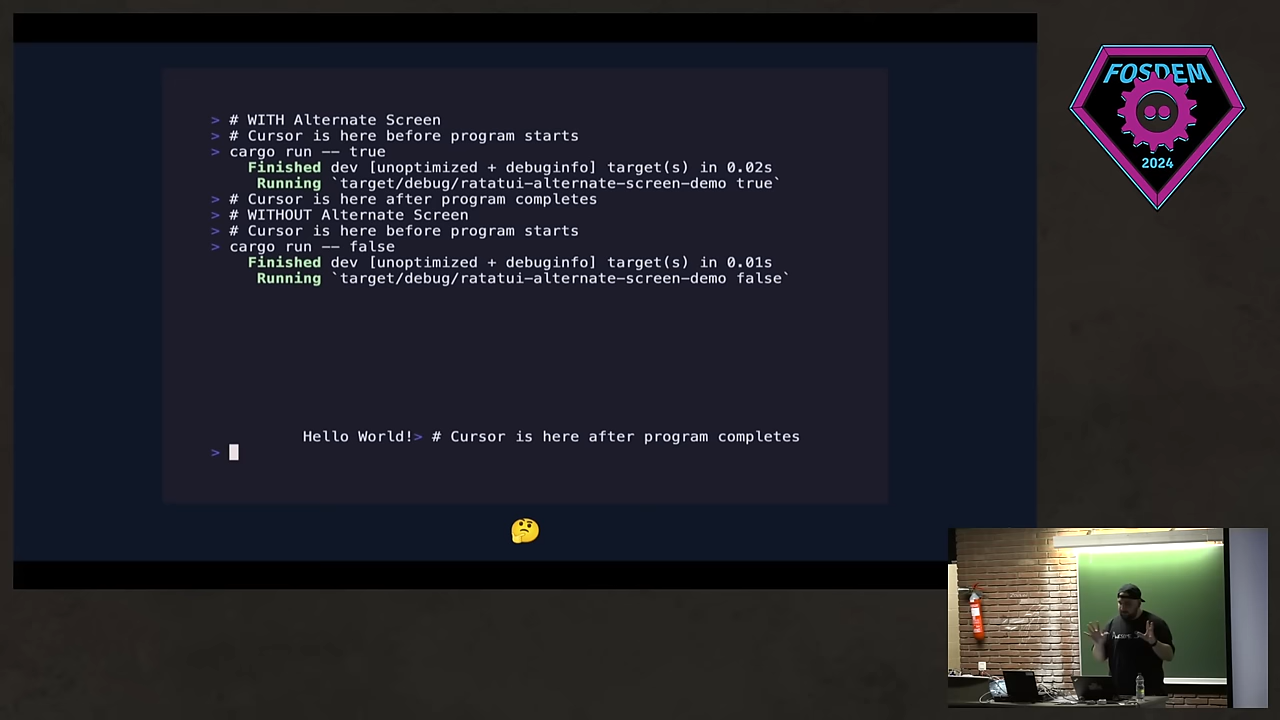 > # WITH Alternate Screen
> # Cursor is here before program starts
> cargo run -- true
Finished dev [unoptimized + debuginfo] target(s) in 0.02s
Running `target/debug/ratatui-alternate-screen-demo true`
> # Cursor is here after program completes
> # WITHOUT Alternate Screen
> # Cursor is here before program starts
> cargo run -- false
Finished dev [unoptimized + debuginfo] target(s) in 0.01s
Running `target/debug/ratatui-alternate-screen-demo false`
Hello World!> # Cursor is here after program completes
>
FOSDEM
2024